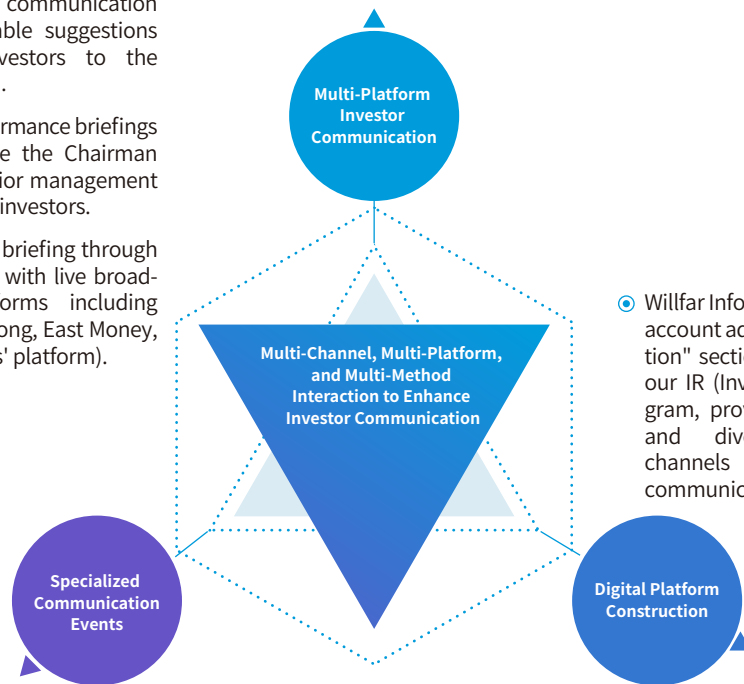 communication
able suggestions
vestors to the
.
rmance briefings
e the Chairman
ior management
investors.
briefing through
with live broad-
orms including
ong, East Money,
s' platform).
Multi-Platform
Investor
Communication
Multi-Channel, Multi-Platform,
and Multi-Method
Interaction to Enhance
Investor Communication
Willfar Info
account ad
tion" sectio
our IR (Inv
gram, prov
and dive
channels
communic
Specialized
Communication
Events
Digital Platform
Construction